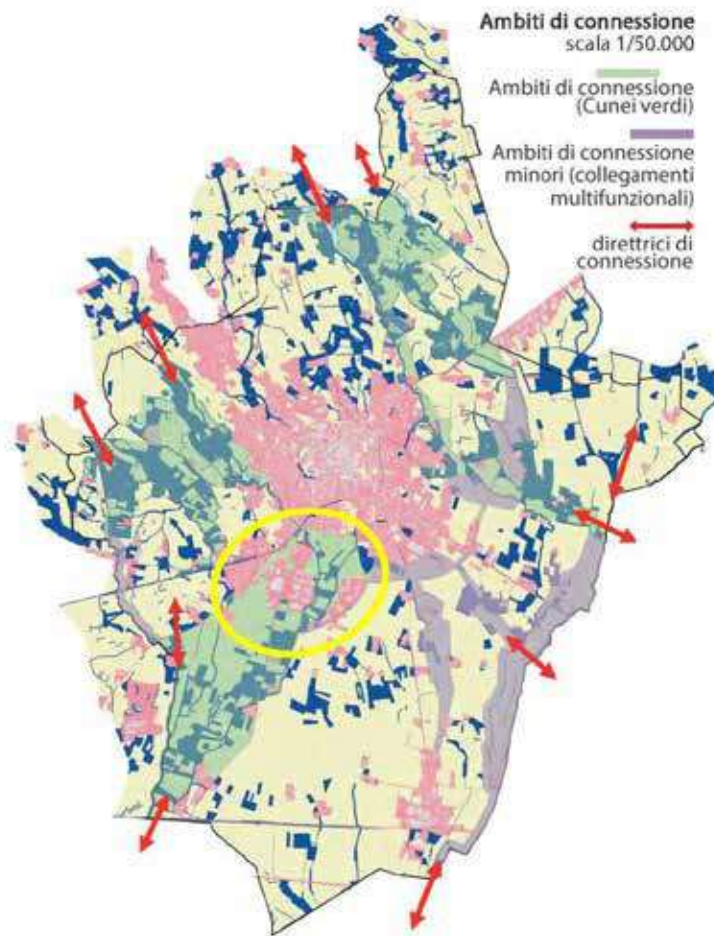 Ambiti di connessione
scala 1/50.000
Ambiti di connessione
(Cunei verdi)
Ambiti di connessione
minori (collegamenti
multifunzionali)
direttrici di
connessione